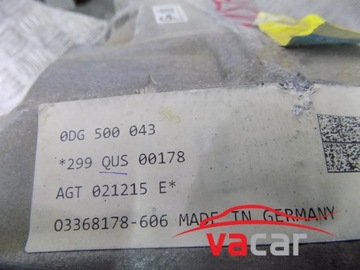 0DG 500 043
*299 QUS 00178
AGT 021215 E*
03368178-606 MADE IN GERMANY
vacar